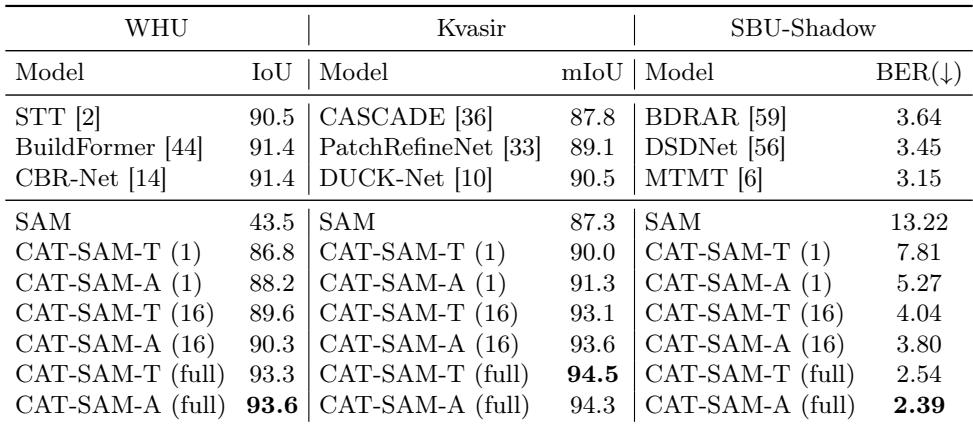 WHU Kvasir SBU-Shadow
Model IoU Model mIoU Model BER(↓)
STT [2] 90.5 CASCADE [36] 87.8 BDRAR [59] 3.64
BuildFormer [44] 91.4 PatchRefineNet [33] 89.1 DSDNet [56] 3.45
CBR-Net [14] 91.4 DUCK-Net [10] 90.5 MTMT [6] 3.15
SAM 43.5 SAM 87.3 SAM 13.22
CAT-SAM-T (1) 86.8 CAT-SAM-T (1) 90.0 CAT-SAM-T (1) 7.81
CAT-SAM-A (1) 88.2 CAT-SAM-A (1) 91.3 CAT-SAM-A (1) 5.27
CAT-SAM-T (16) 89.6 CAT-SAM-T (16) 93.1 CAT-SAM-T (16) 4.04
CAT-SAM-A (16) 90.3 CAT-SAM-A (16) 93.6 CAT-SAM-A (16) 3.80
CAT-SAM-T (full) 93.3 CAT-SAM-T (full) 94.5 CAT-SAM-T (full) 2.54
CAT-SAM-A (full) 93.6 CAT-SAM-A (full) 94.3 CAT-SAM-A (full) 2.39